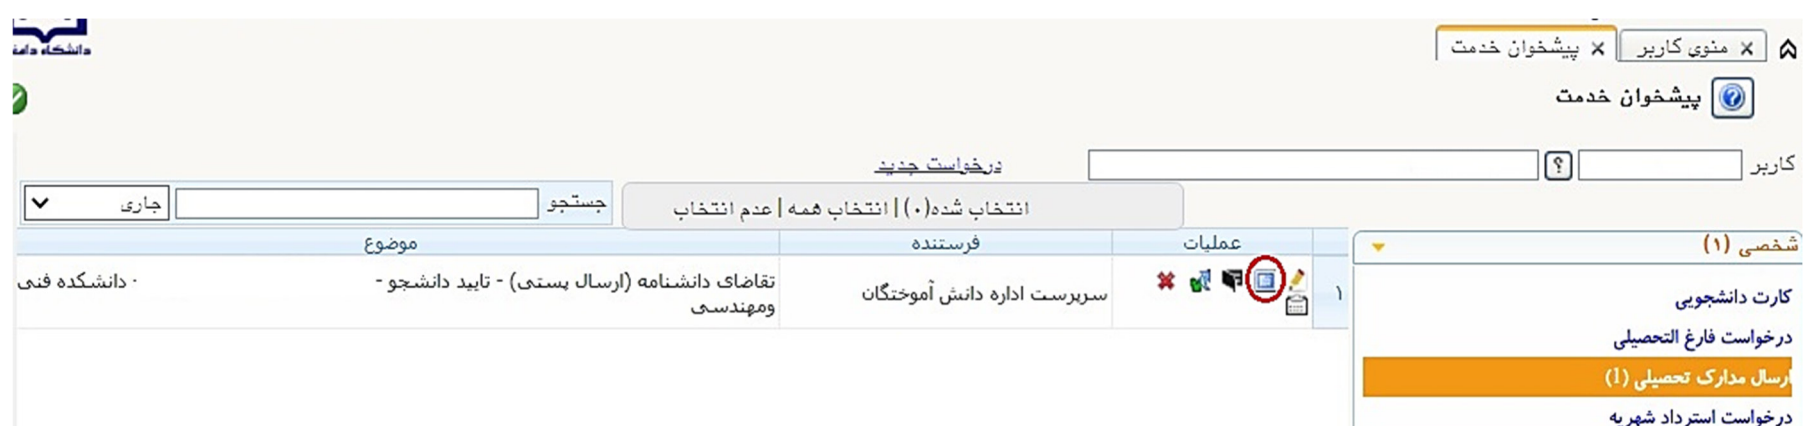 منوی کاربر
پیشخوان خدمت
پیشخوان خدمت
کاربر
درخواست جدید
انتخاب شده(۰) | انتخاب همه | عدم انتخاب
جستجو
جاری
شخصی (۱)
کارت دانشجویی
درخواست فارغ التحصیلی
ارسال مدارک تحصیلی (1)
درخواست استرداد شهریه
عملیات
فرستنده
موضوع
۱
سرپرست اداره دانش آموختگان
تقاضای دانشنامه (ارسال پستی) - تایید دانشجو - · دانشکده فنی
ومهندسی
دانشگاه